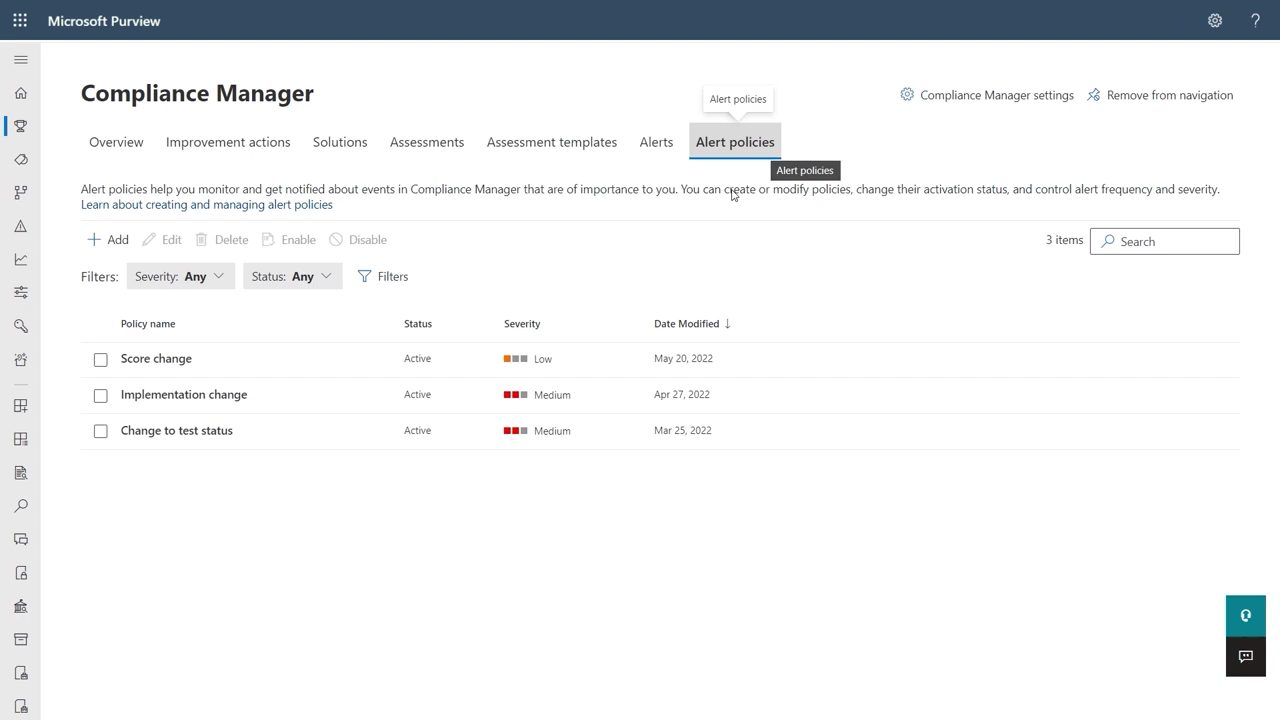 Microsoft Purview
Compliance Manager
Alert policies
Compliance Manager settings
Remove from navigation
Overview Improvement actions Solutions Assessments Assessment templates Alerts Alert policies
Alert policies
Alert policies help you monitor and get notified about events in Compliance Manager that are of importance to you. You can create or modify policies, change their activation status, and control alert frequency and severity.
Learn about creating and managing alert policies
Add Edit Delete Enable Disable 3 items Search
Filters: Severity: Any Status: Any Filters
Policy name Status Severity Date Modified ↓
Score change Active Low May 20, 2022
Implementation change Active Medium Apr 27, 2022
Change to test status Active Medium Mar 25, 2022